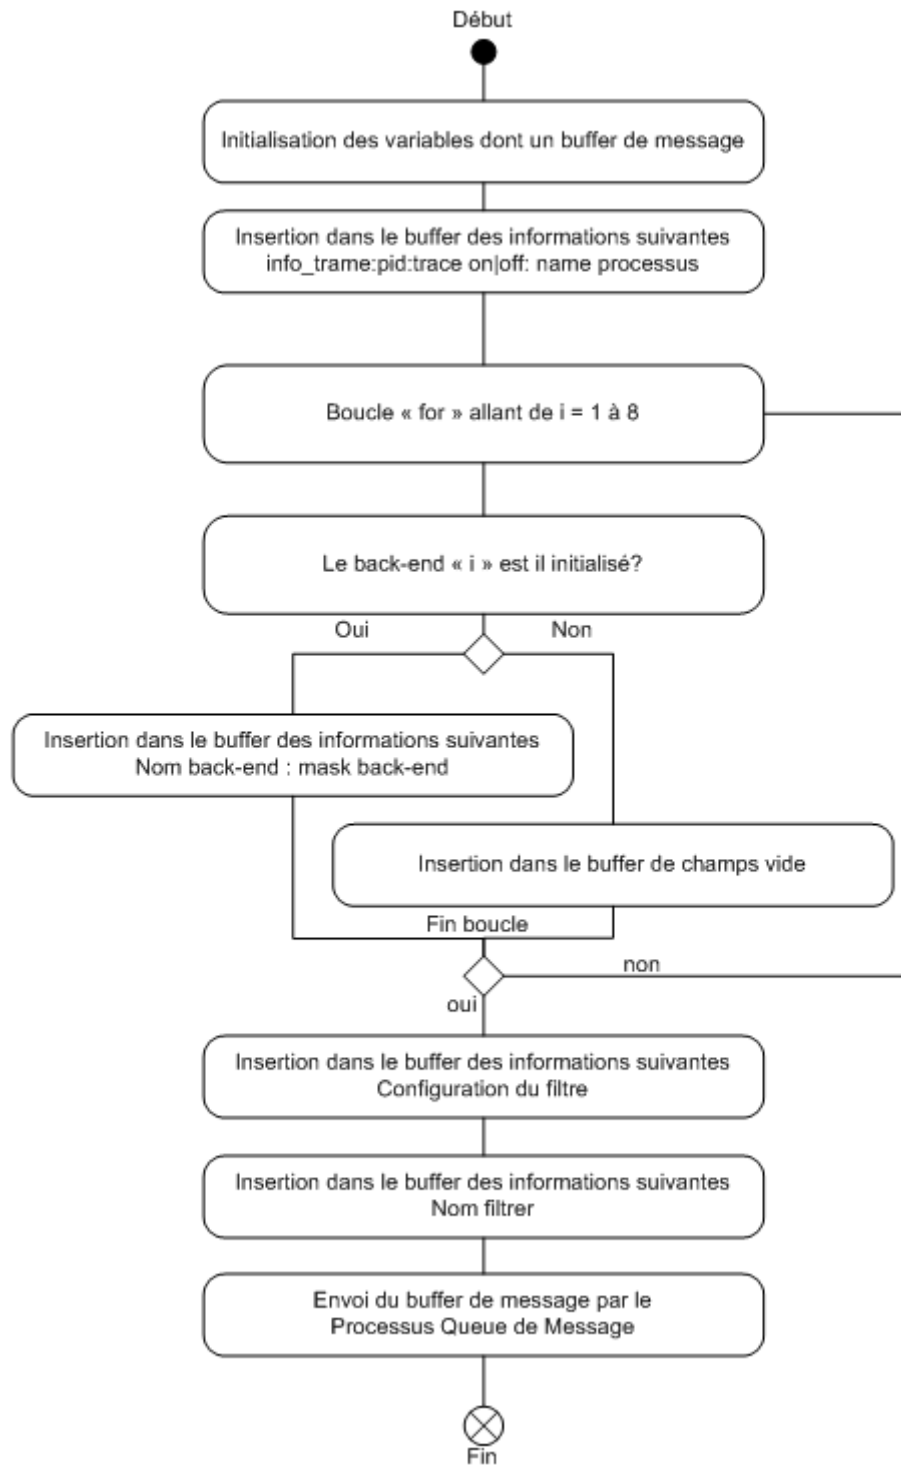 Début
Initialisation des variables dont un buffer de message
Insertion dans le buffer des informations suivantes
info_trame:pid:trace on|off: name processus
Boucle « for » allant de i = 1 à 8
Le back-end « i » est il initialisé?
Oui
Non
Insertion dans le buffer des informations suivantes
Nom back-end : mask back-end
Insertion dans le buffer de champs vide
Fin boucle
non
oui
Insertion dans le buffer des informations suivantes
Configuration du filtre
Insertion dans le buffer des informations suivantes
Nom filtrer
Envoi du buffer de message par le
Processus Queue de Message
Fin